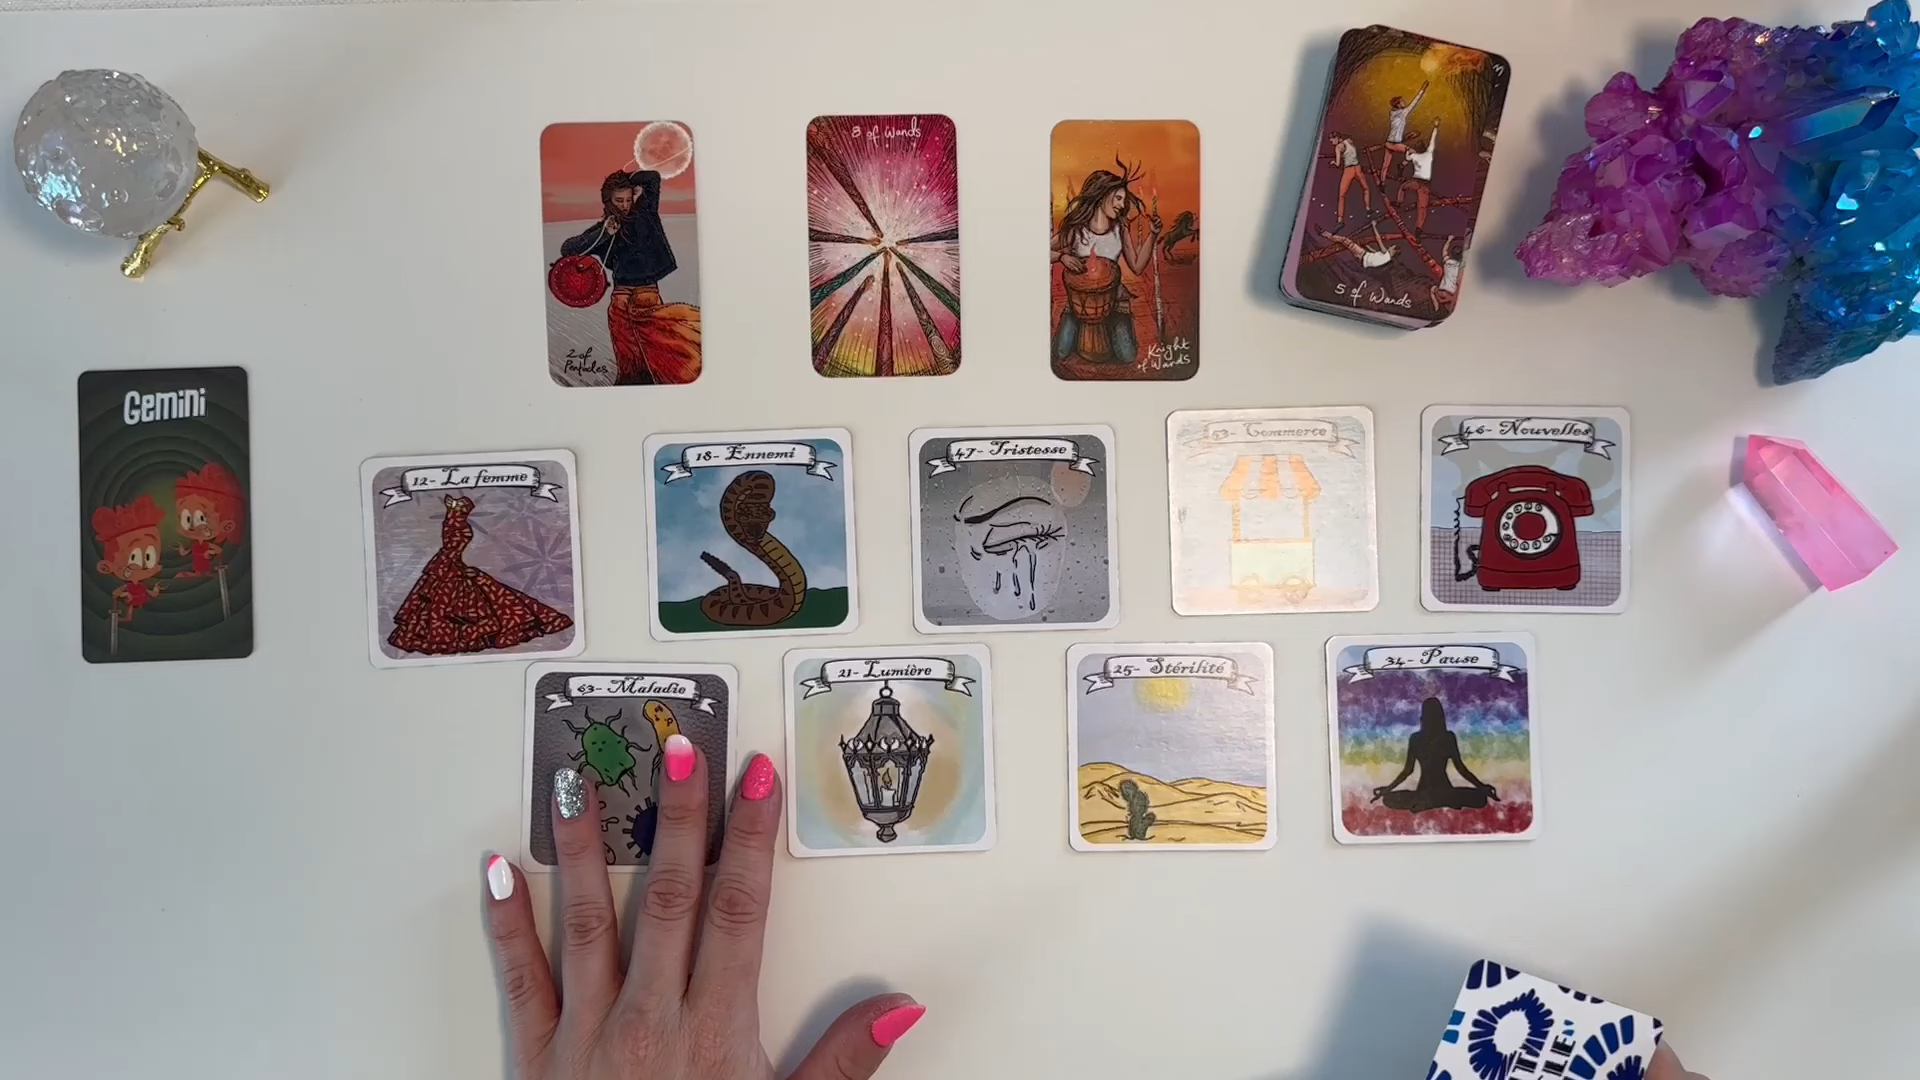 8 of Wands
2 of
Pentacles
Knight
of Wands
5 of Wands
Gemini
12- La femme
18- Ennemi
47- Tristesse
53- Commerce
46- Nouvelles
63- Maladie
21- Lumière
25- Stérilité
34- Pause